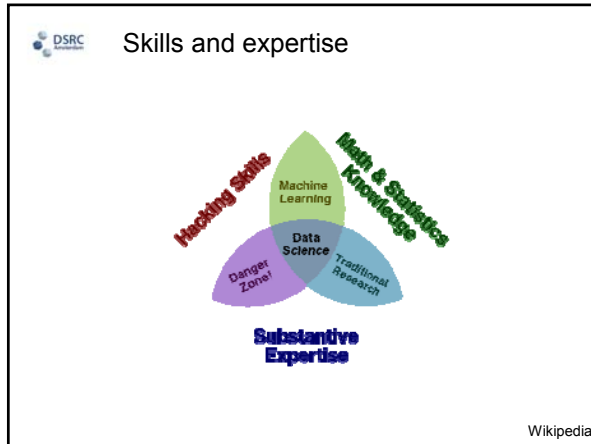 DSRC
Amsterdam
Skills and expertise
Hacking Skills
Math & Statistics
Knowledge
Machine
Learning
Data
Science
Danger
Zone!
Traditional
Research
Substantive
Expertise
Wikipedia